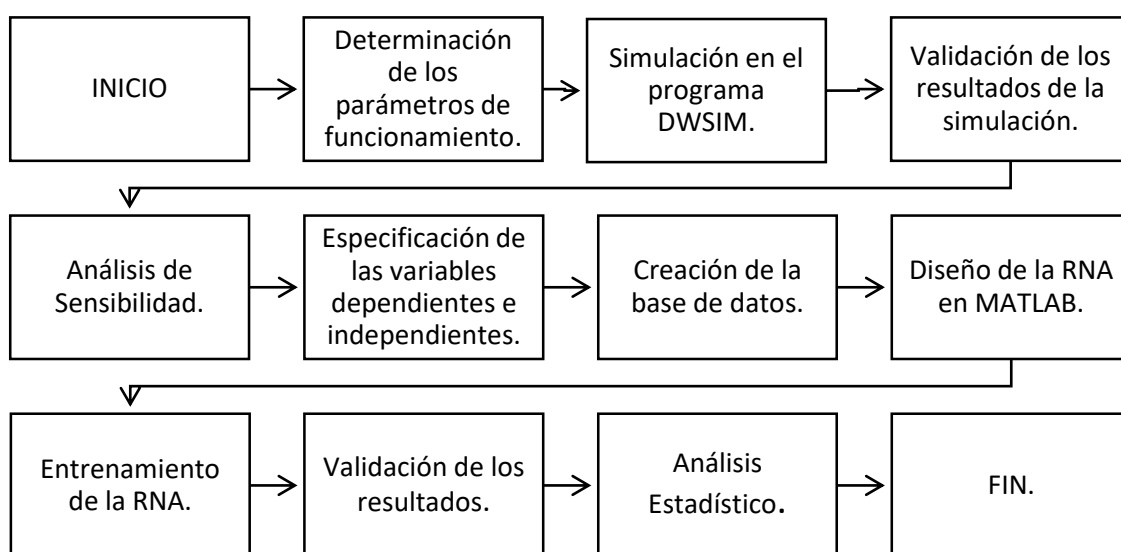 INICIO
Determinación
de los
parámetros de
funcionamiento.
Simulación en el
programa
DWSIM.
Validación de los
resultados de la
simulación.
Análisis de
Sensibilidad.
Especificación de
las variables
dependientes e
independientes.
Creación de la
base de datos.
Diseño de la RNA
en MATLAB.
Entrenamiento
de la RNA.
Validación de los
resultados.
Análisis
Estadístico.
FIN.